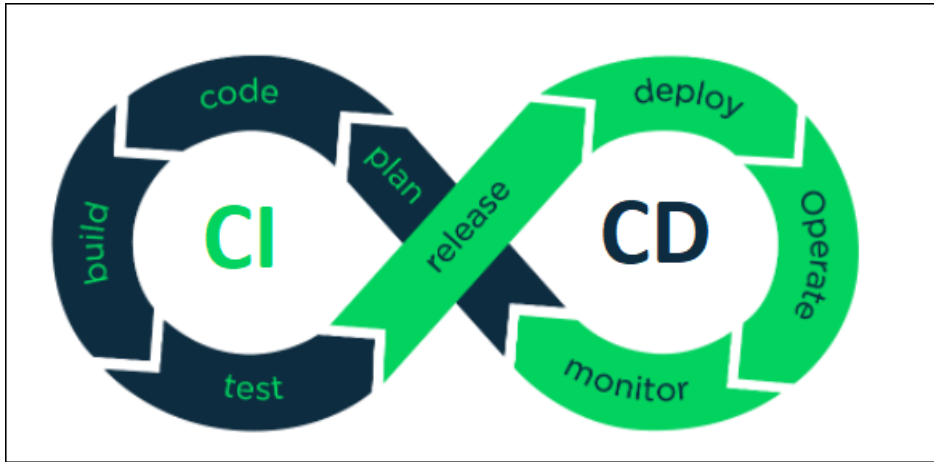 code
deploy
plan
release
build
CI
CD
Operate
test
monitor